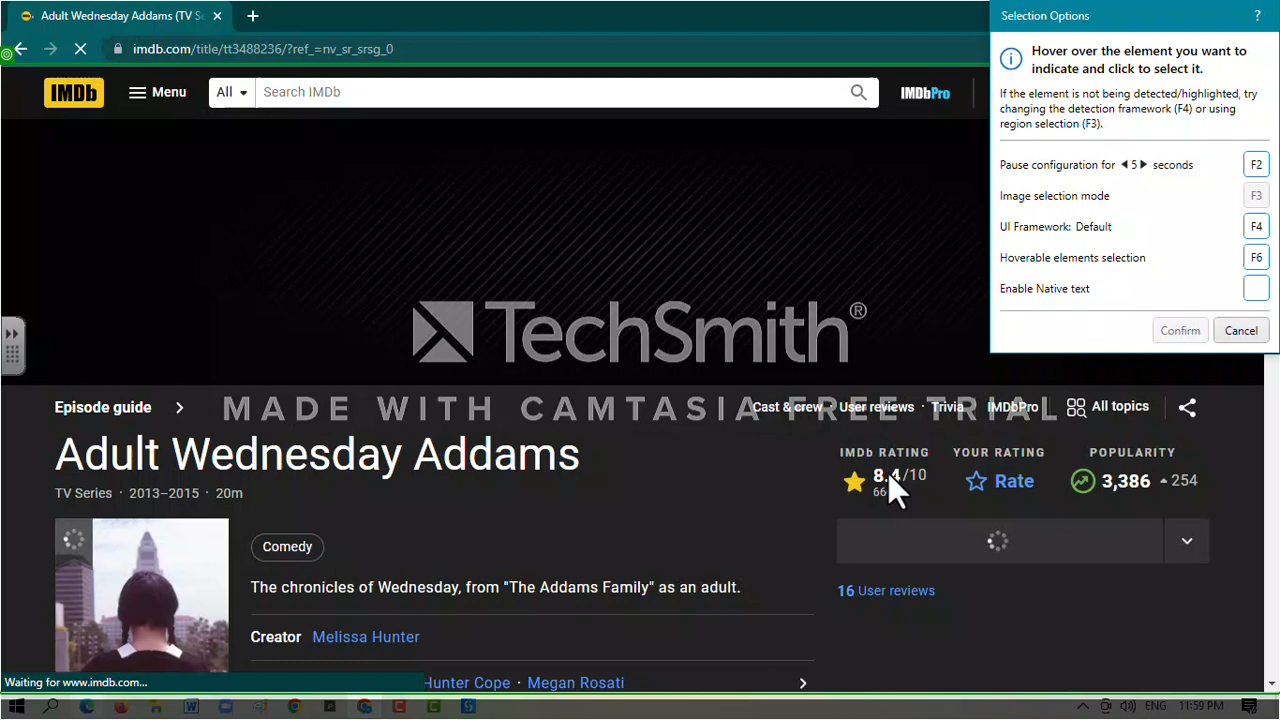 Adult Wednesday Addams (TV S
Selection Options
?
imdb.com/title/tt3488236/?ref_=nv_sr_srsg_0
Hover over the element you want to
indicate and click to select it.
If the element is not being detected/highlighted, try
changing the detection framework (F4) or using
region selection (F3).
IMDb
Menu
All
Search IMDb
IMDbPro
Pause configuration for 5 seconds F2
Image selection mode F3
UI Framework: Default F4
Hoverable elements selection F6
Enable Native text
Confirm Cancel
TechSmith®
MADE WITH CAMTASIA FREE TRIAL
Episode guide
Cast & crew · User reviews · Trivia IMDbPro All topics
Adult Wednesday Addams
IMDb RATING YOUR RATING POPULARITY
8.4/10 Rate 3,386 254
66
TV Series · 2013–2015 · 20m
Comedy
The chronicles of Wednesday, from "The Addams Family" as an adult.
16 User reviews
Creator Melissa Hunter
Hunter Cope · Megan Rosati
Waiting for www.imdb.com...
ENG 11:59 PM